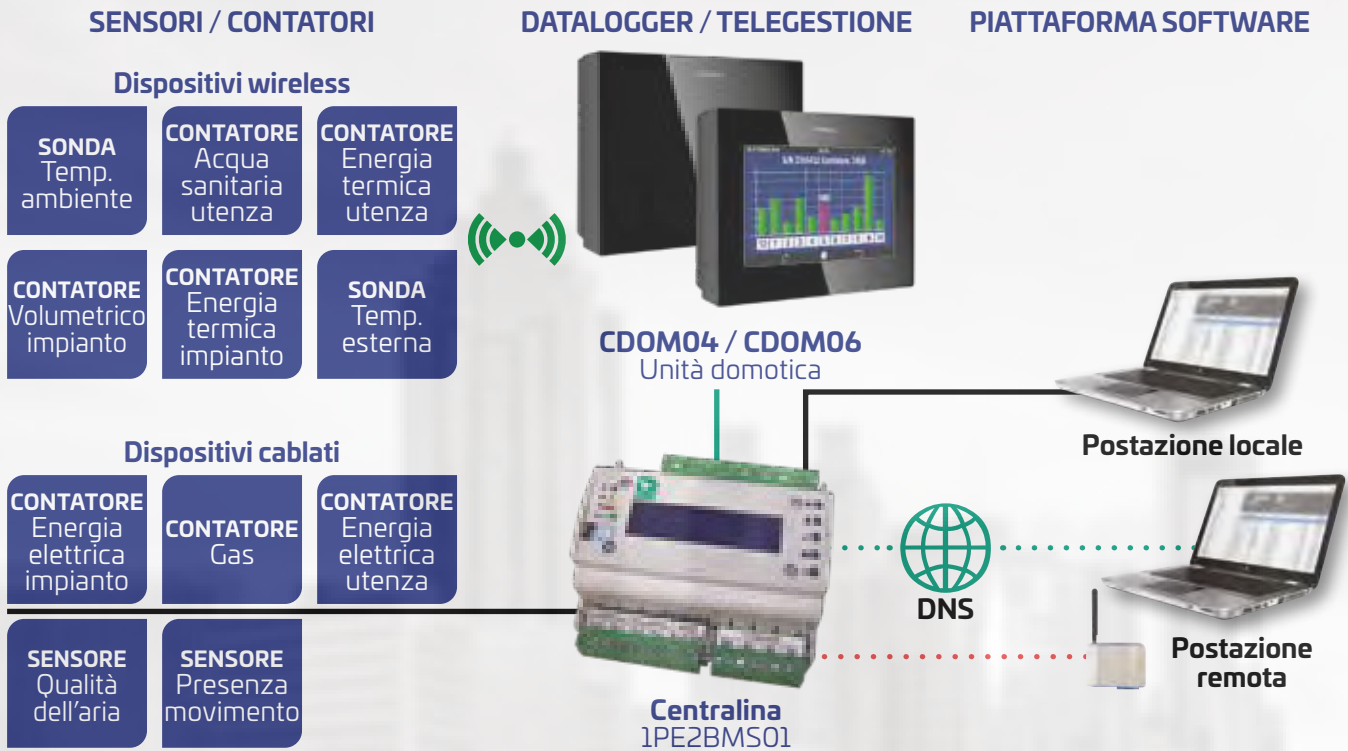 SENSORI / CONTATORI
DATALOGGER / TELEGESTIONE
PIATTAFORMA SOFTWARE
Dispositivi wireless
SONDA
Temp.
ambiente
CONTATORE
Acqua
sanitaria
utenza
CONTATORE
Energia
termica
utenza
CONTATORE
Volumetrico
impianto
CONTATORE
Energia
termica
impianto
SONDA
Temp.
esterna
CDOM04 / CDOM06
Unità domotica
Postazione locale
Dispositivi cablati
CONTATORE
Energia
elettrica
impianto
CONTATORE
Gas
CONTATORE
Energia
elettrica
utenza
SENSORE
Qualità
dell'aria
SENSORE
Presenza
movimento
DNS
Postazione
remota
Centralina
1PE2BMS01